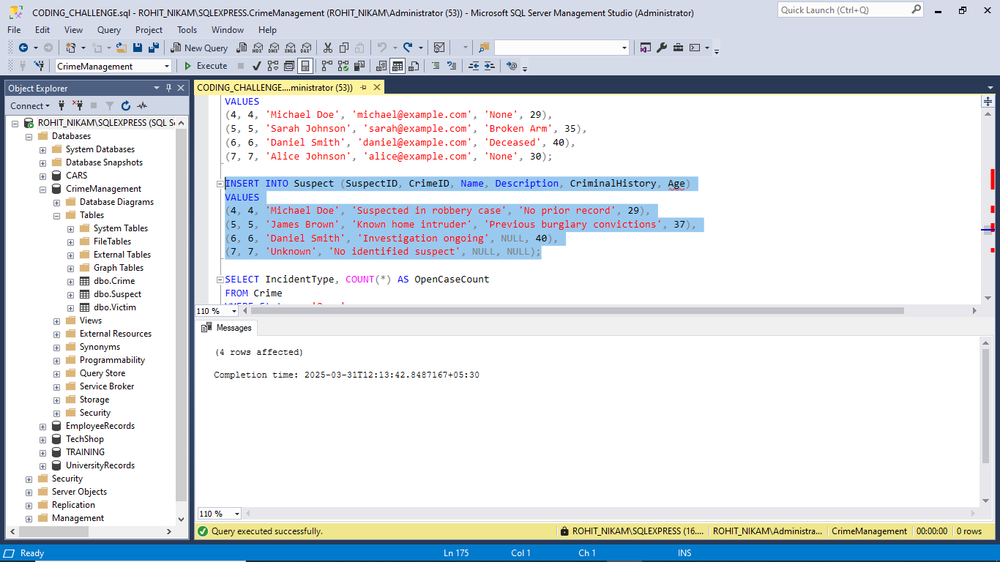 CODING_CHALLENGE.sql - ROHIT_NIKAM\SQLEXPRESS.CrimeManagement (ROHIT_NIKAM\Administrator (53)) - Microsoft SQL Server Management Studio (Administrator)
Quick Launch (Ctrl+Q)
File Edit View Query Project Tools Window Help
New Query MDX DMX XMLA DAX
CrimeManagement Execute
Object Explorer
Connect
ROHIT_NIKAM\SQLEXPRESS (SQL S
Databases
System Databases
Database Snapshots
CARS
CrimeManagement
Database Diagrams
Tables
System Tables
FileTables
External Tables
Graph Tables
dbo.Crime
dbo.Suspect
dbo.Victim
Views
External Resources
Synonyms
Programmability
Query Store
Service Broker
Storage
Security
EmployeeRecords
TechShop
TRAINING
UniversityRecords
Security
Server Objects
Replication
Management
CODING_CHALLENGE....ministrator (53))
VALUES
(4, 4, 'Michael Doe', 'michael@example.com', 'None', 29),
(5, 5, 'Sarah Johnson', 'sarah@example.com', 'Broken Arm', 35),
(6, 6, 'Daniel Smith', 'daniel@example.com', 'Deceased', 40),
(7, 7, 'Alice Johnson', 'alice@example.com', 'None', 30);
INSERT INTO Suspect (SuspectID, CrimeID, Name, Description, CriminalHistory, Age)
VALUES
(4, 4, 'Michael Doe', 'Suspected in robbery case', 'No prior record', 29),
(5, 5, 'James Brown', 'Known home intruder', 'Previous burglary convictions', 37),
(6, 6, 'Daniel Smith', 'Investigation ongoing', NULL, 40),
(7, 7, 'Unknown', 'No identified suspect', NULL, NULL);
SELECT IncidentType, COUNT(*) AS OpenCaseCount
FROM Crime
110 %
Messages
(4 rows affected)
Completion time: 2025-03-31T12:13:42.8487167+05:30
110 %
Query executed successfully. ROHIT_NIKAM\SQLEXPRESS (16.... ROHIT_NIKAM\Administra... CrimeManagement 00:00:00 0 rows
Ready Ln 175 Col 1 Ch 1 INS